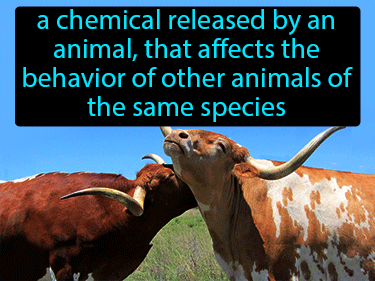 a chemical released by an
animal, that affects the
behavior of other animals of
the same species